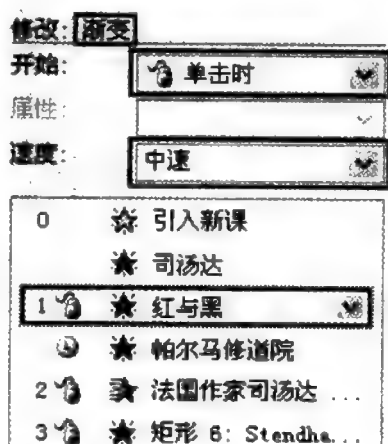 修改: 渐变
开始: 单击时
属性:
速度: 中速
0 引入新课
司汤达
1 红与黑
帕尔马修道院
2 法国作家司汤达 ...
3 矩形 6: Stendha...